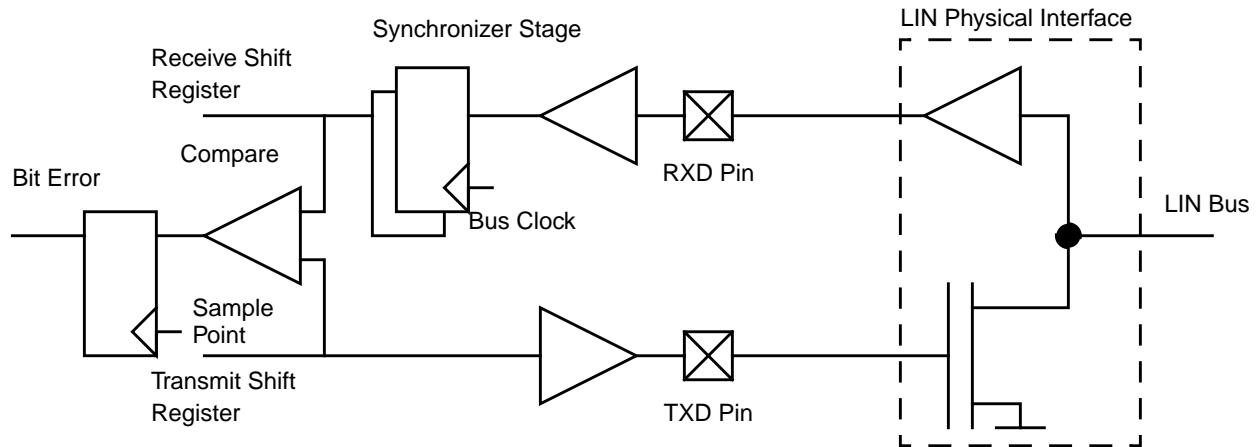 LIN Physical Interface
Synchronizer Stage
Receive Shift
Register
Compare
RXD Pin
Bit Error
Bus Clock
LIN Bus
Sample
Point
Transmit Shift
Register
TXD Pin